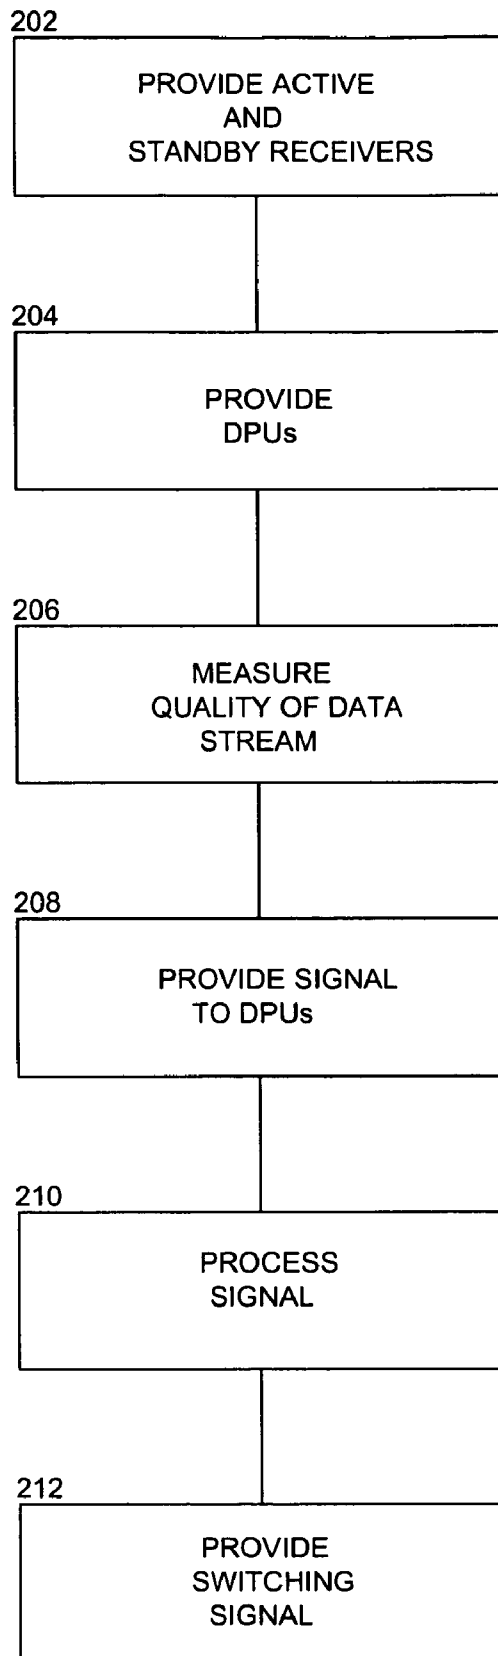 202
PROVIDE ACTIVE
AND
STANDBY RECEIVERS
204
PROVIDE
DPUs
206
MEASURE
QUALITY OF DATA
STREAM
208
PROVIDE SIGNAL
TO DPUs
210
PROCESS
SIGNAL
212
PROVIDE
SWITCHING
SIGNAL